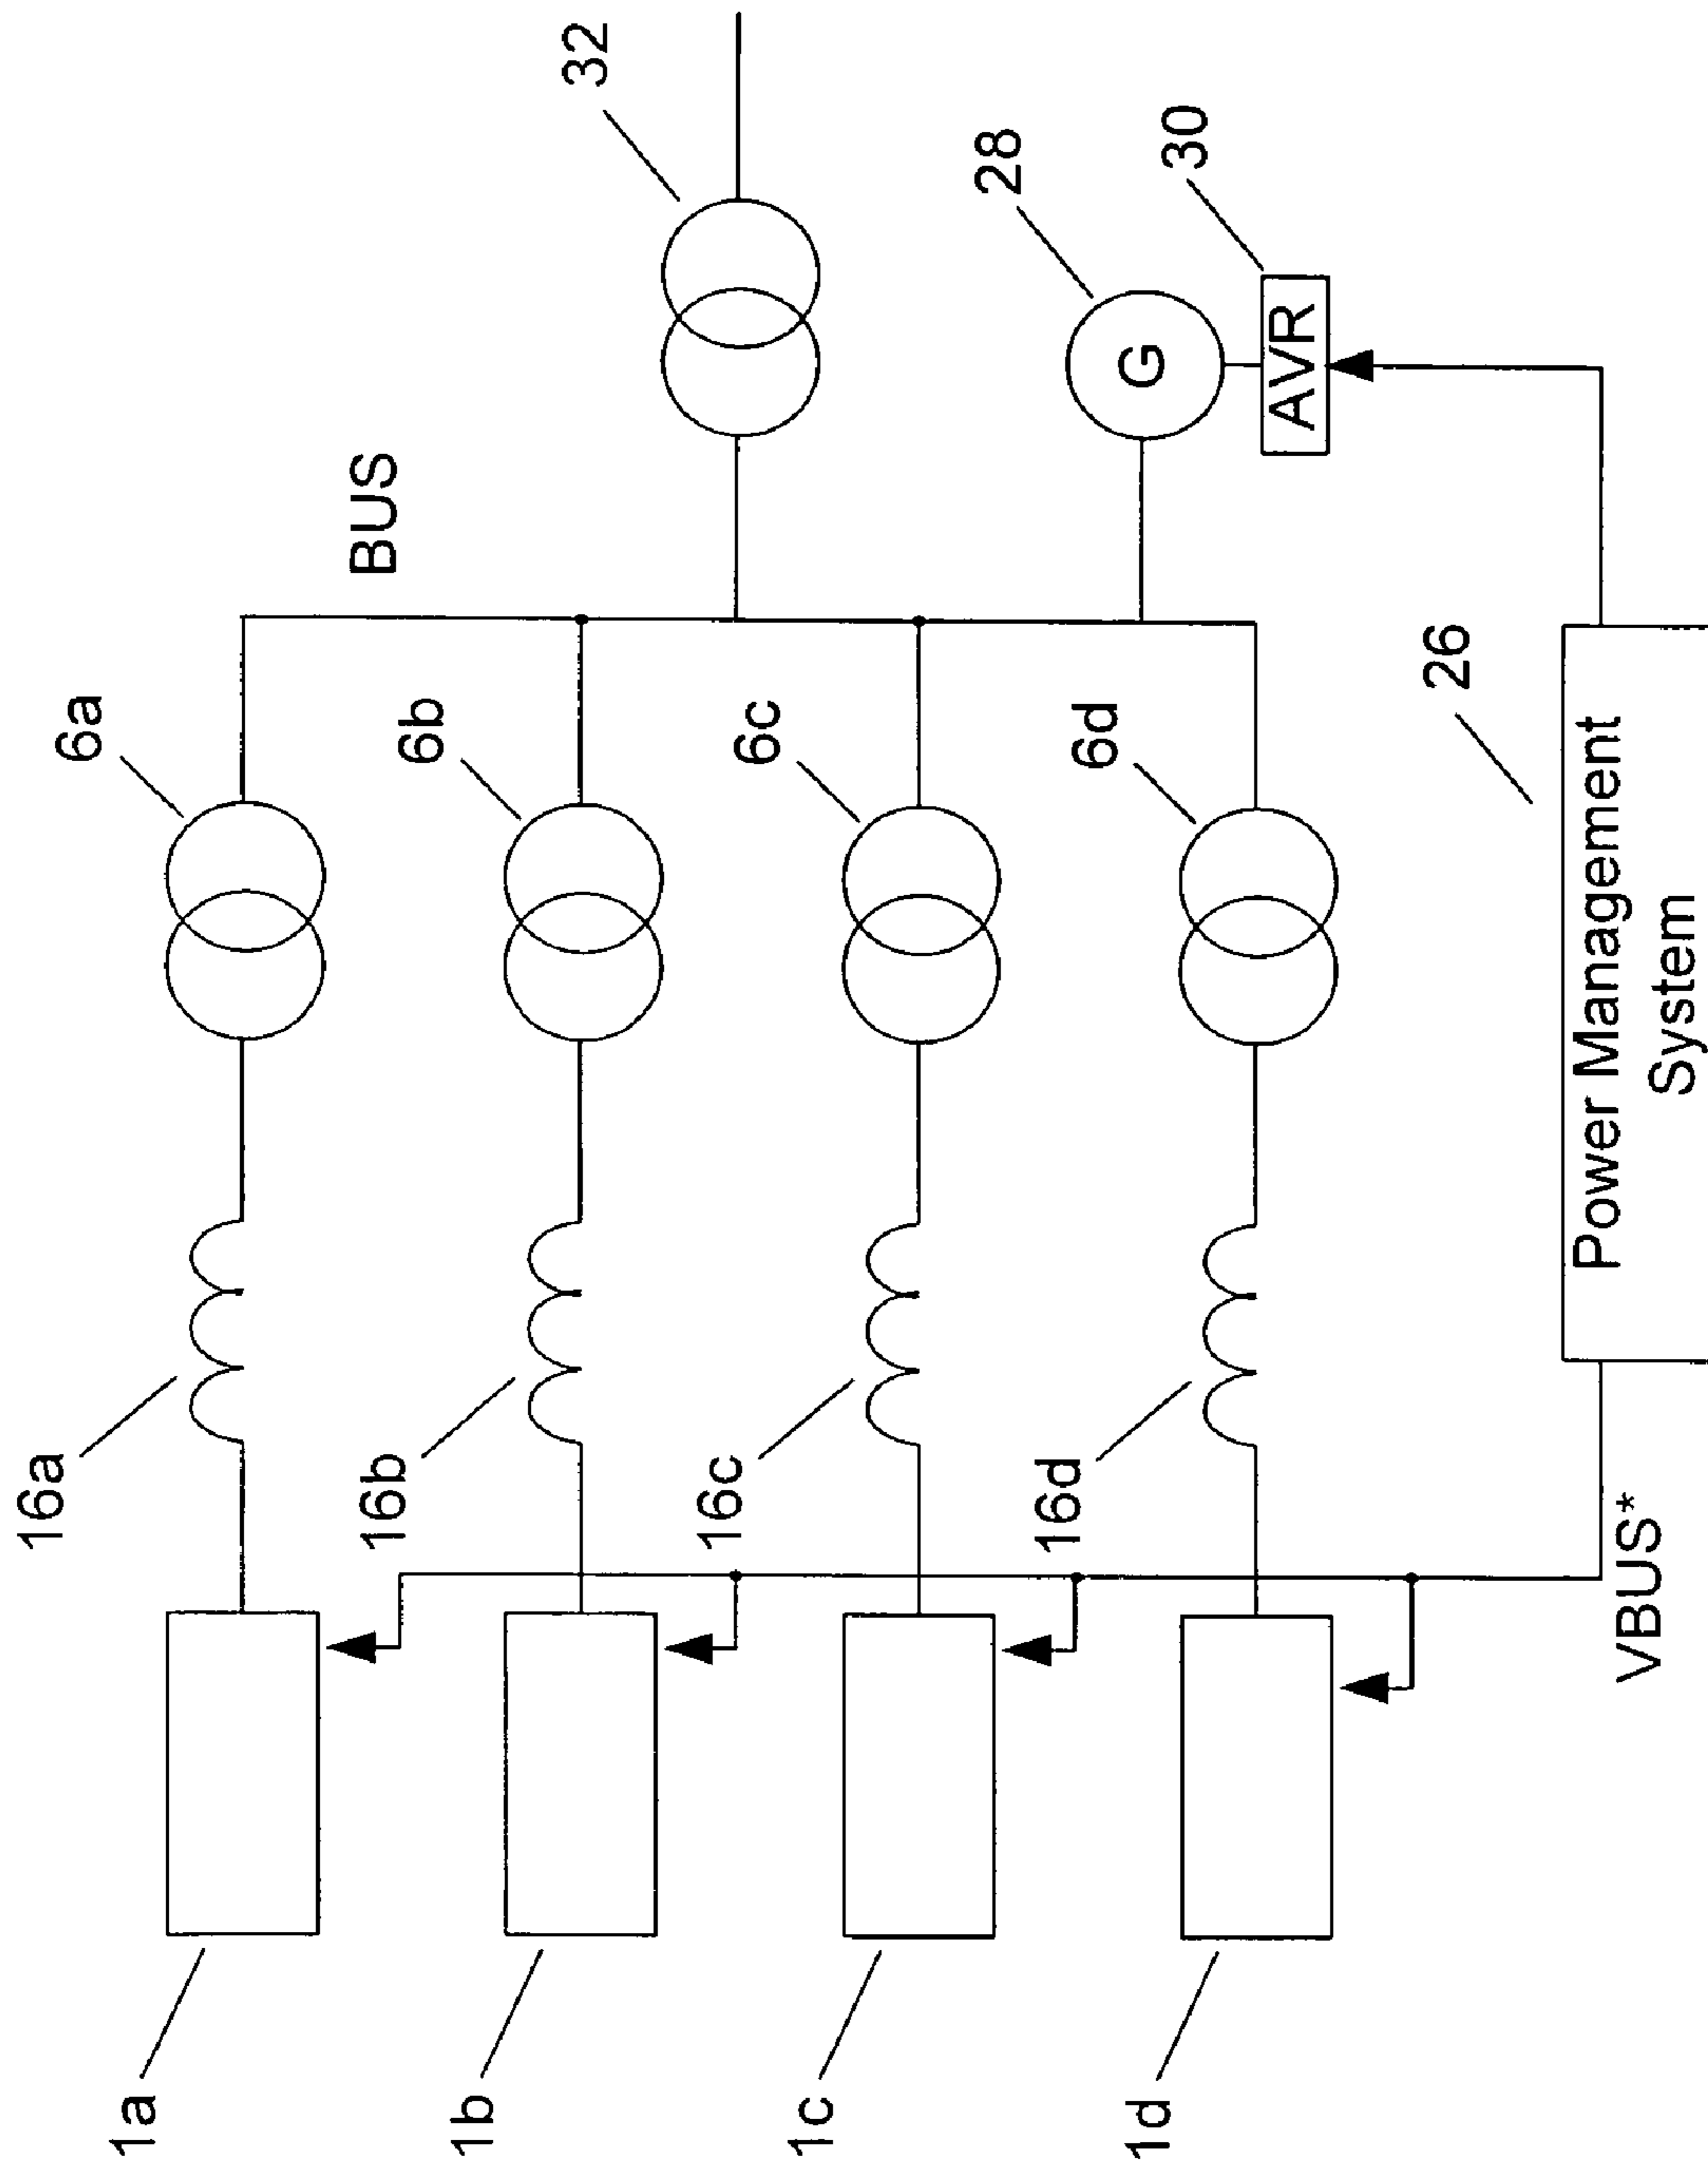 1a
16a
6a
BUS
32
1b
16b
6b
1c
16c
6c
28
G
30
AVR
1d
16d
6d
VBUS*
26
Power Management
System